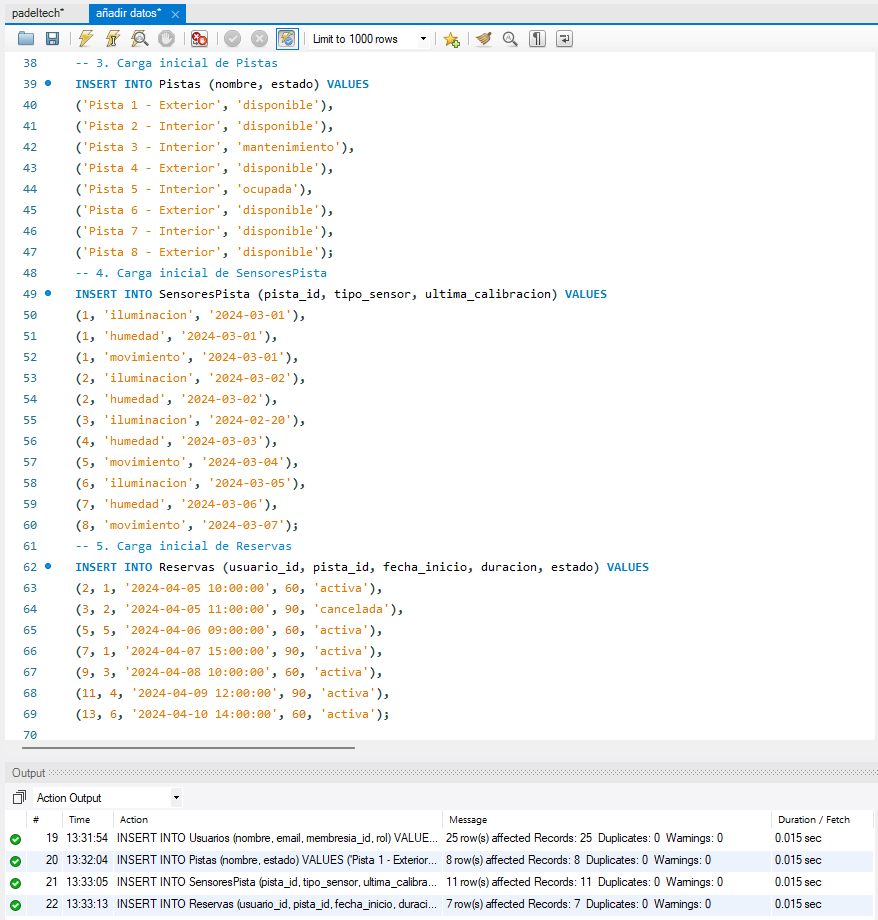 padeltech*
añadir datos* ×
Limit to 1000 rows
38 -- 3. Carga inicial de Pistas
39 INSERT INTO Pistas (nombre, estado) VALUES
40 ('Pista 1 - Exterior', 'disponible'),
41 ('Pista 2 - Interior', 'disponible'),
42 ('Pista 3 - Interior', 'mantenimiento'),
43 ('Pista 4 - Exterior', 'disponible'),
44 ('Pista 5 - Interior', 'ocupada'),
45 ('Pista 6 - Exterior', 'disponible'),
46 ('Pista 7 - Interior', 'disponible'),
47 ('Pista 8 - Exterior', 'disponible');
48 -- 4. Carga inicial de SensoresPista
49 INSERT INTO SensoresPista (pista_id, tipo_sensor, ultima_calibracion) VALUES
50 (1, 'iluminacion', '2024-03-01'),
51 (1, 'humedad', '2024-03-01'),
52 (1, 'movimiento', '2024-03-01'),
53 (2, 'iluminacion', '2024-03-02'),
54 (2, 'humedad', '2024-03-02'),
55 (3, 'iluminacion', '2024-02-20'),
56 (4, 'humedad', '2024-03-03'),
57 (5, 'movimiento', '2024-03-04'),
58 (6, 'iluminacion', '2024-03-05'),
59 (7, 'humedad', '2024-03-06'),
60 (8, 'movimiento', '2024-03-07');
61 -- 5. Carga inicial de Reservas
62 INSERT INTO Reservas (usuario_id, pista_id, fecha_inicio, duracion, estado) VALUES
63 (2, 1, '2024-04-05 10:00:00', 60, 'activa'),
64 (3, 2, '2024-04-05 11:00:00', 90, 'cancelada'),
65 (5, 5, '2024-04-06 09:00:00', 60, 'activa'),
66 (7, 1, '2024-04-07 15:00:00', 90, 'activa'),
67 (9, 3, '2024-04-08 10:00:00', 60, 'activa'),
68 (11, 4, '2024-04-09 12:00:00', 90, 'activa'),
69 (13, 6, '2024-04-10 14:00:00', 60, 'activa');
70
Output
Action Output
# Time Action Message Duration / Fetch
19 13:31:54 INSERT INTO Usuarios (nombre, email, membresia_id, rol) VALUE... 25 row(s) affected Records: 25 Duplicates: 0 Warnings: 0 0.015 sec
20 13:32:04 INSERT INTO Pistas (nombre, estado) VALUES ('Pista 1 - Exterior... 8 row(s) affected Records: 8 Duplicates: 0 Warnings: 0 0.015 sec
21 13:33:05 INSERT INTO SensoresPista (pista_id, tipo_sensor, ultima_calibra... 11 row(s) affected Records: 11 Duplicates: 0 Warnings: 0 0.015 sec
22 13:33:13 INSERT INTO Reservas (usuario_id, pista_id, fecha_inicio, duraci... 7 row(s) affected Records: 7 Duplicates: 0 Warnings: 0 0.015 sec